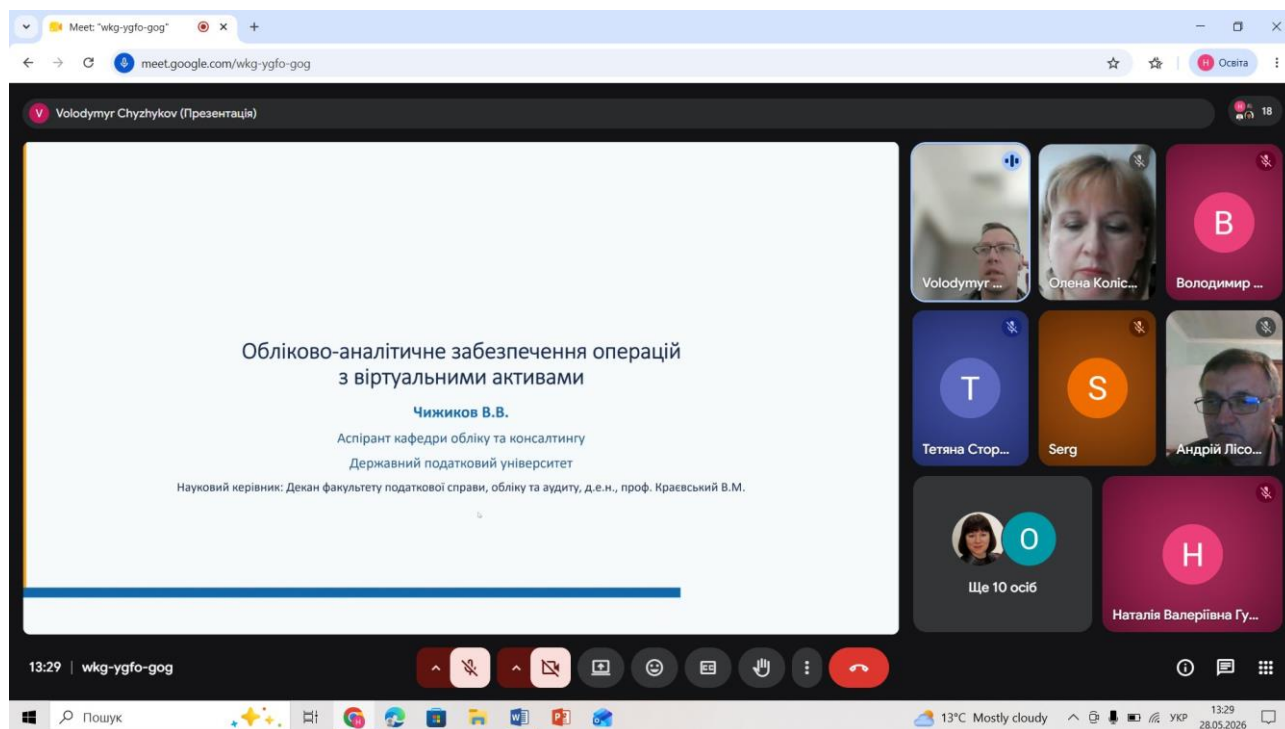 Meet: "wkg-ygfo-gog"
meet.google.com/wkg-ygfo-gog
Н Освіта
V Volodymyr Chyzhykov (Презентація)
18
Обліково-аналітичне забезпечення операцій
з віртуальними активами
Чижиков В.В.
Аспірант кафедри обліку та консалтингу
Державний податковий університет
Науковий керівник: Декан факультету податкової справи, обліку та аудиту, д.е.н., проф. Краєвський В.М.
Volodymyr ...
Олена Коліс...
В
Володимир ...
Т
Тетяна Стор...
S
Serg
Андрій Лісо...
О
Ще 10 осіб
Н
Наталія Валеріївна Гу...
13:29 | wkg-ygfo-gog
Пошук
13°C Mostly cloudy
УКР
13:29
28.05.2026